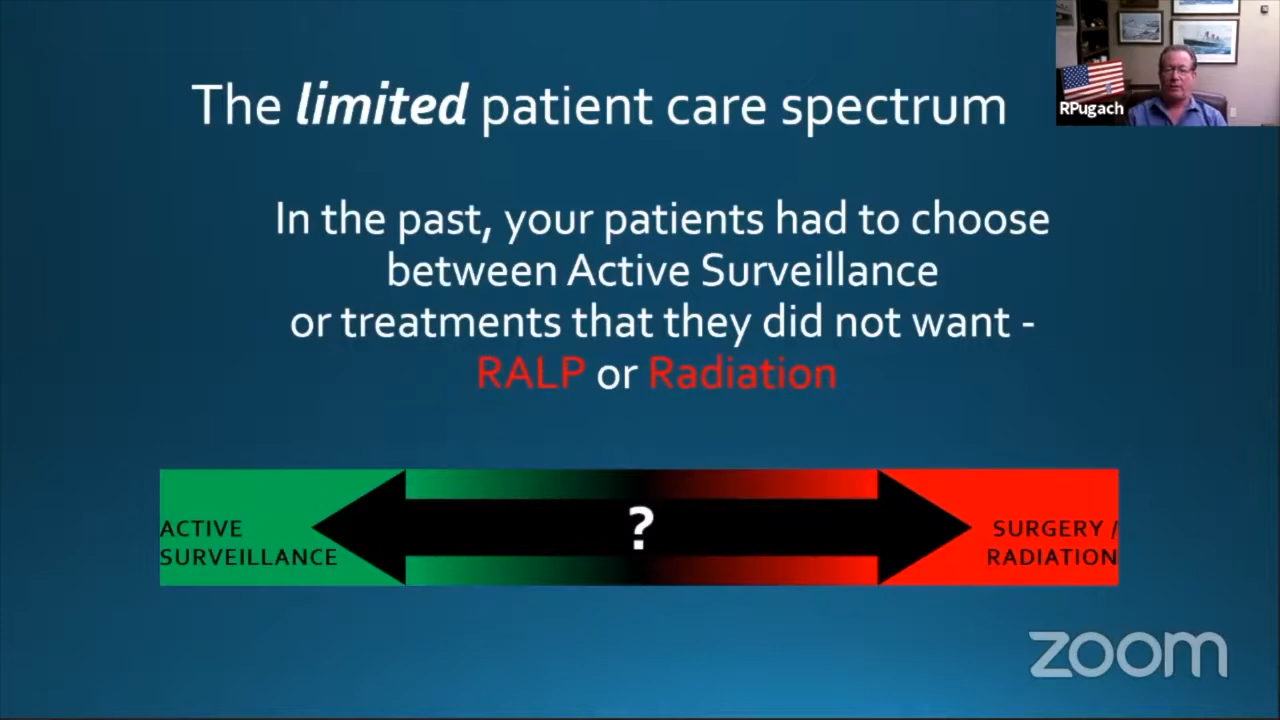 The limited patient care spectrum
RPugach
In the past, your patients had to choose
between Active Surveillance
or treatments that they did not want -
RALP or Radiation
ACTIVE
SURVEILLANCE
?
SURGERY /
RADIATION
zoom